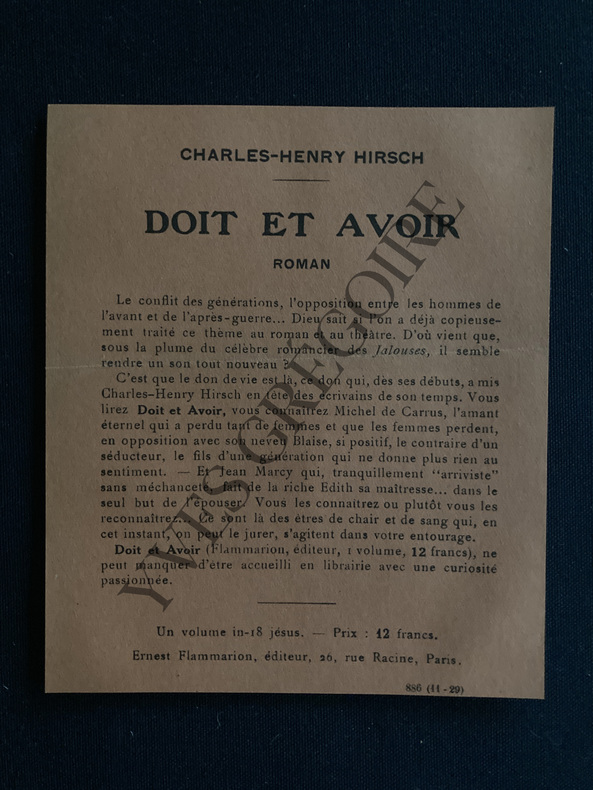 CHARLES-HENRY HIRSCH
DOIT ET AVOIR
ROMAN
Le conflit des générations, l'opposition entre les hommes de
l'avant et de l'après-guerre... Dieu sait si l'on a déjà copieuse-
ment traité ce thème au roman et au théâtre. D'où vient que,
sous la plume du célèbre romancier des Jalouses, il semble
rendre un son tout nouveau ?
C'est que le don de vie est là, ce don qui, dès ses débuts, a mis
Charles-Henry Hirsch en tête des écrivains de son temps. Vous
lirez Doit et Avoir, vous connaîtrez Michel de Carrus, l'amant
éternel qui a perdu tant de femmes et que les femmes perdent,
en opposition avec son neveu Blaise, si positif, le contraire d'un
séducteur, le fils d'une génération qui ne donne plus rien au
sentiment. — Et Jean Marcy qui, tranquillement "arriviste"
sans méchanceté, fait de la riche Edith sa maîtresse... dans le
seul but de l'épouser. Vous les connaîtrez ou plutôt vous les
reconnaîtrez... Ce sont là des êtres de chair et de sang qui, en
cet instant, on peut le jurer, s'agitent dans votre entourage.
Doit et Avoir (Flammarion, éditeur, 1 volume, 12 francs), ne
peut manquer d'être accueilli en librairie avec une curiosité
passionnée.
Un volume in-18 jésus. — Prix : 12 francs.
Ernest Flammarion, éditeur, 26, rue Racine, Paris.
886 (11-29)
YVES GRÉGOIRE